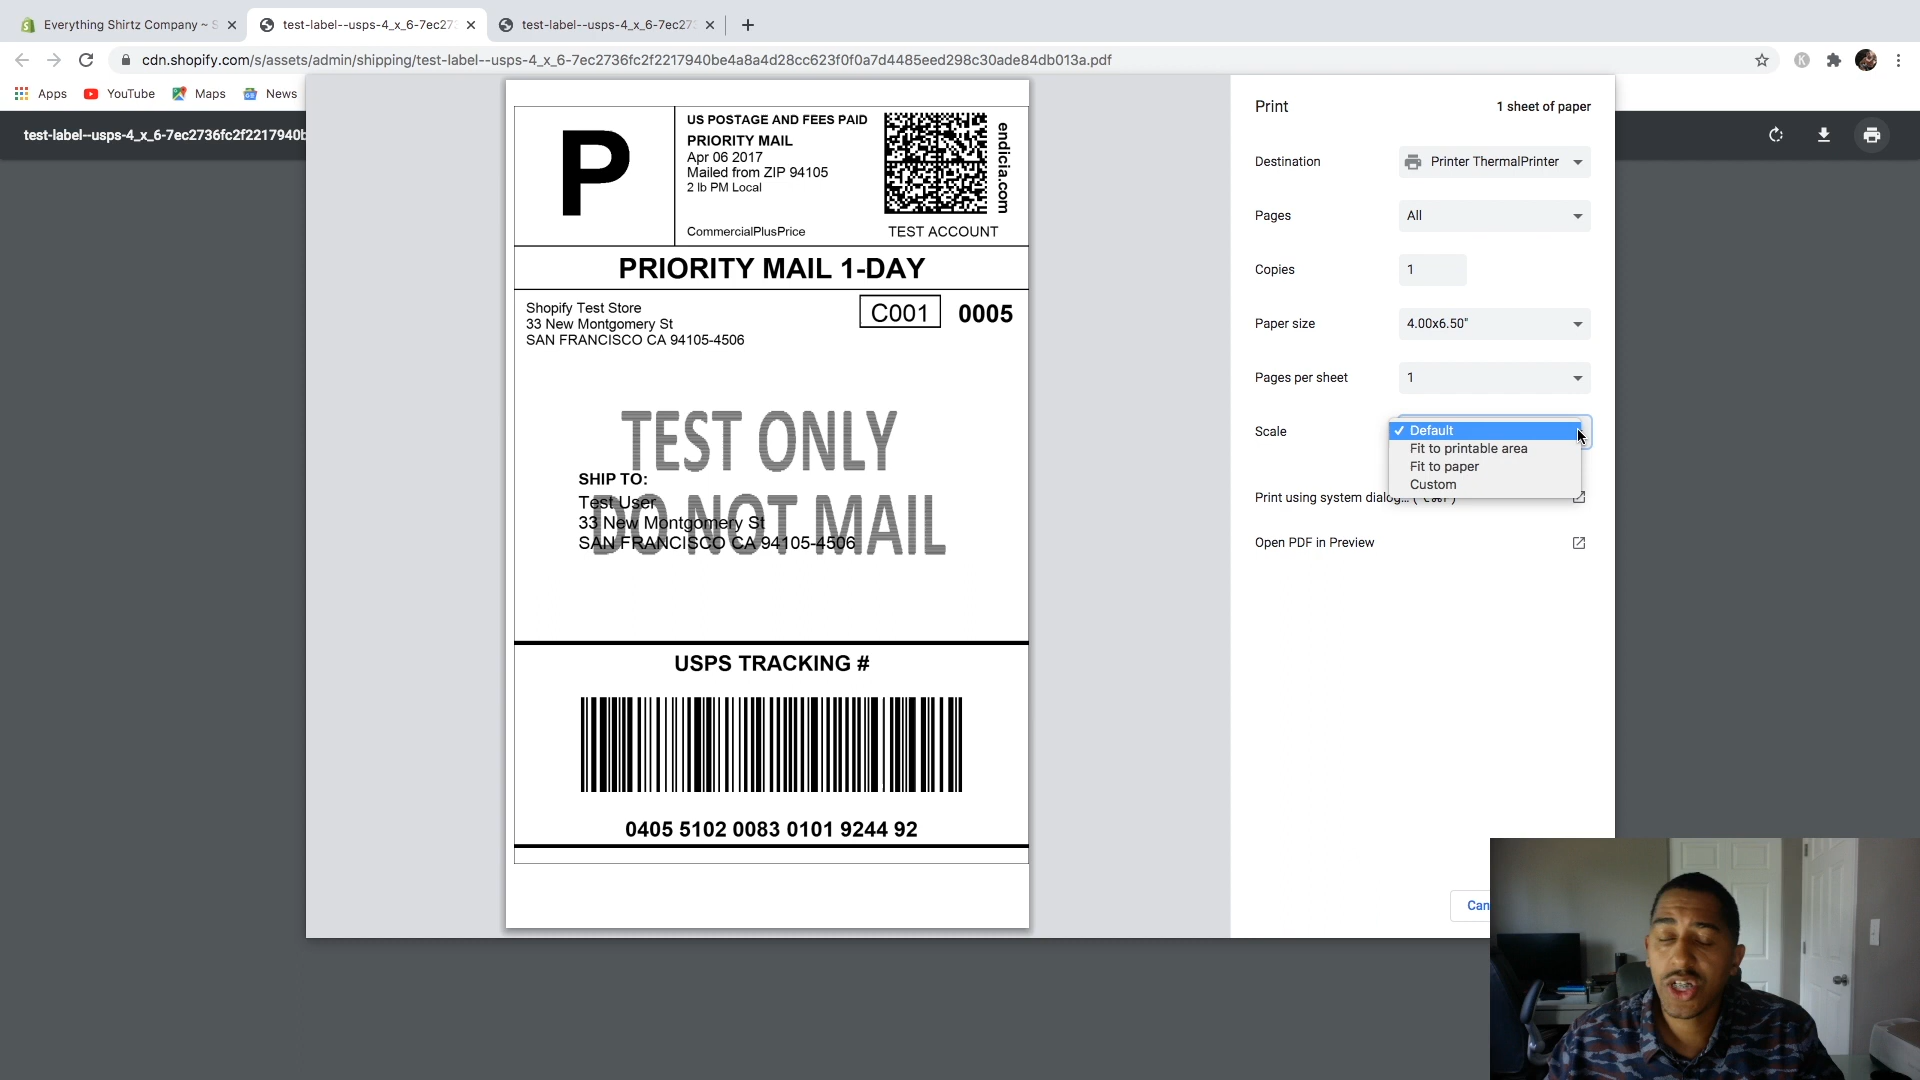 Everything Shirtz Company ~ S
test-label--usps-4_x_6-7ec273
test-label--usps-4_x_6-7ec273
cdn.shopify.com/s/assets/admin/shipping/test-label--usps-4_x_6-7ec2736fc2f2217940be4a8a4d28cc623f0f0a7d4485eed298c30ade84db013a.pdf
K
Apps
YouTube
Maps
News
test-label--usps-4_x_6-7ec2736fc2f2217940b
P
US POSTAGE AND FEES PAID
PRIORITY MAIL
Apr 06 2017
Mailed from ZIP 94105
2 lb PM Local
CommercialPlusPrice
endicia.com
TEST ACCOUNT
PRIORITY MAIL 1-DAY
Shopify Test Store
33 New Montgomery St
SAN FRANCISCO CA 94105-4506
C001
0005
TEST ONLY
DO NOT MAIL
SHIP TO:
Test User
33 New Montgomery St
SAN FRANCISCO CA 94105-4506
USPS TRACKING #
0405 5102 0083 0101 9244 92
Print
1 sheet of paper
Destination
Printer ThermalPrinter
Pages
All
Copies
1
Paper size
4.00x6.50"
Pages per sheet
1
Scale
Default
Fit to printable area
Fit to paper
Custom
Print using system dialog...
Open PDF in Preview
Can